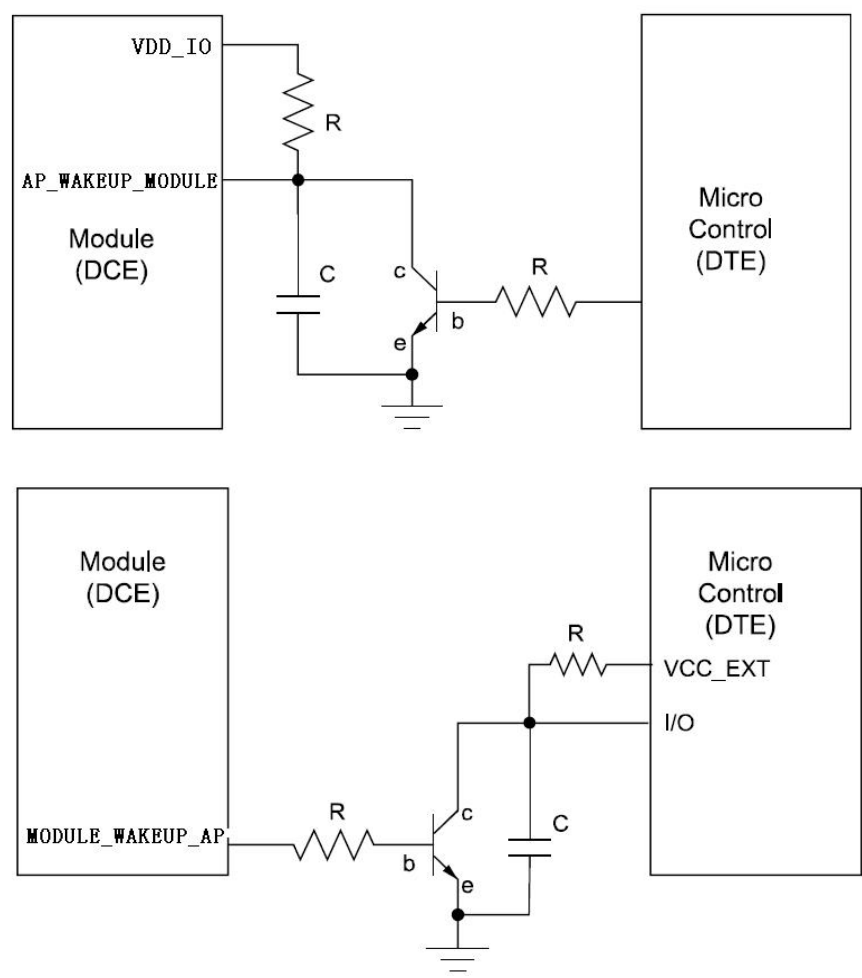 VDD_IO
R
AP_WAKEUP_MODULE
Micro
Control
(DTE)
Module
(DCE)
C
c
R
b
e
Module
(DCE)
Micro
Control
(DTE)
R
VCC_EXT
I/O
R
c
C
MODULE_WAKEUP_AP
b
e